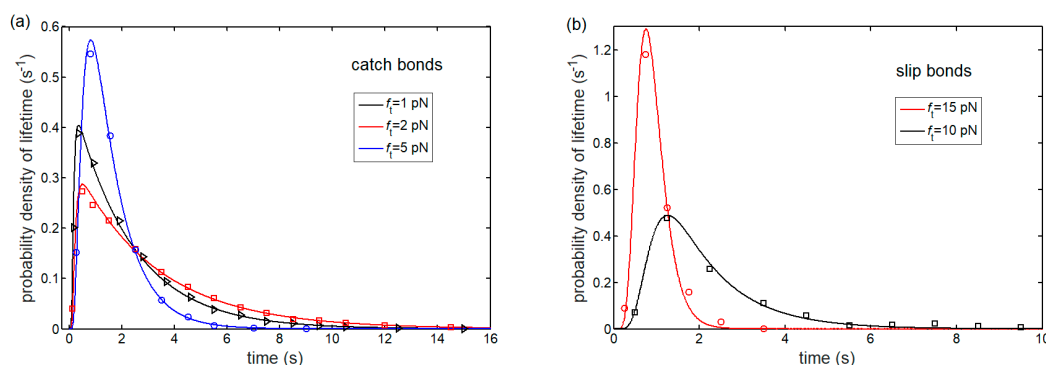 (a)
probability density of lifetime (s⁻¹)
0.6
0.5
0.4
0.3
0.2
0.1
0
catch bonds
fₜ=1 pN
fₜ=2 pN
fₜ=5 pN
0 2 4 6 8 10 12 14 16
time (s)
(b)
probability density of lifetime (s⁻¹)
1.2
1
0.8
0.6
0.4
0.2
0
slip bonds
fₜ=15 pN
fₜ=10 pN
0 2 4 6 8 10
time (s)